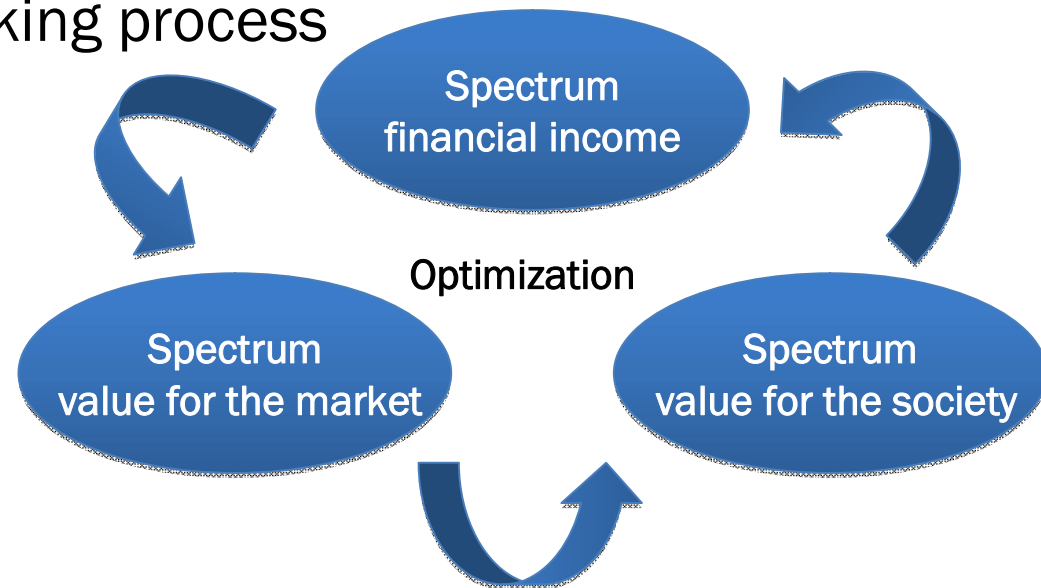 king process
Spectrum
financial income
Optimization
Spectrum
value for the market
Spectrum
value for the society